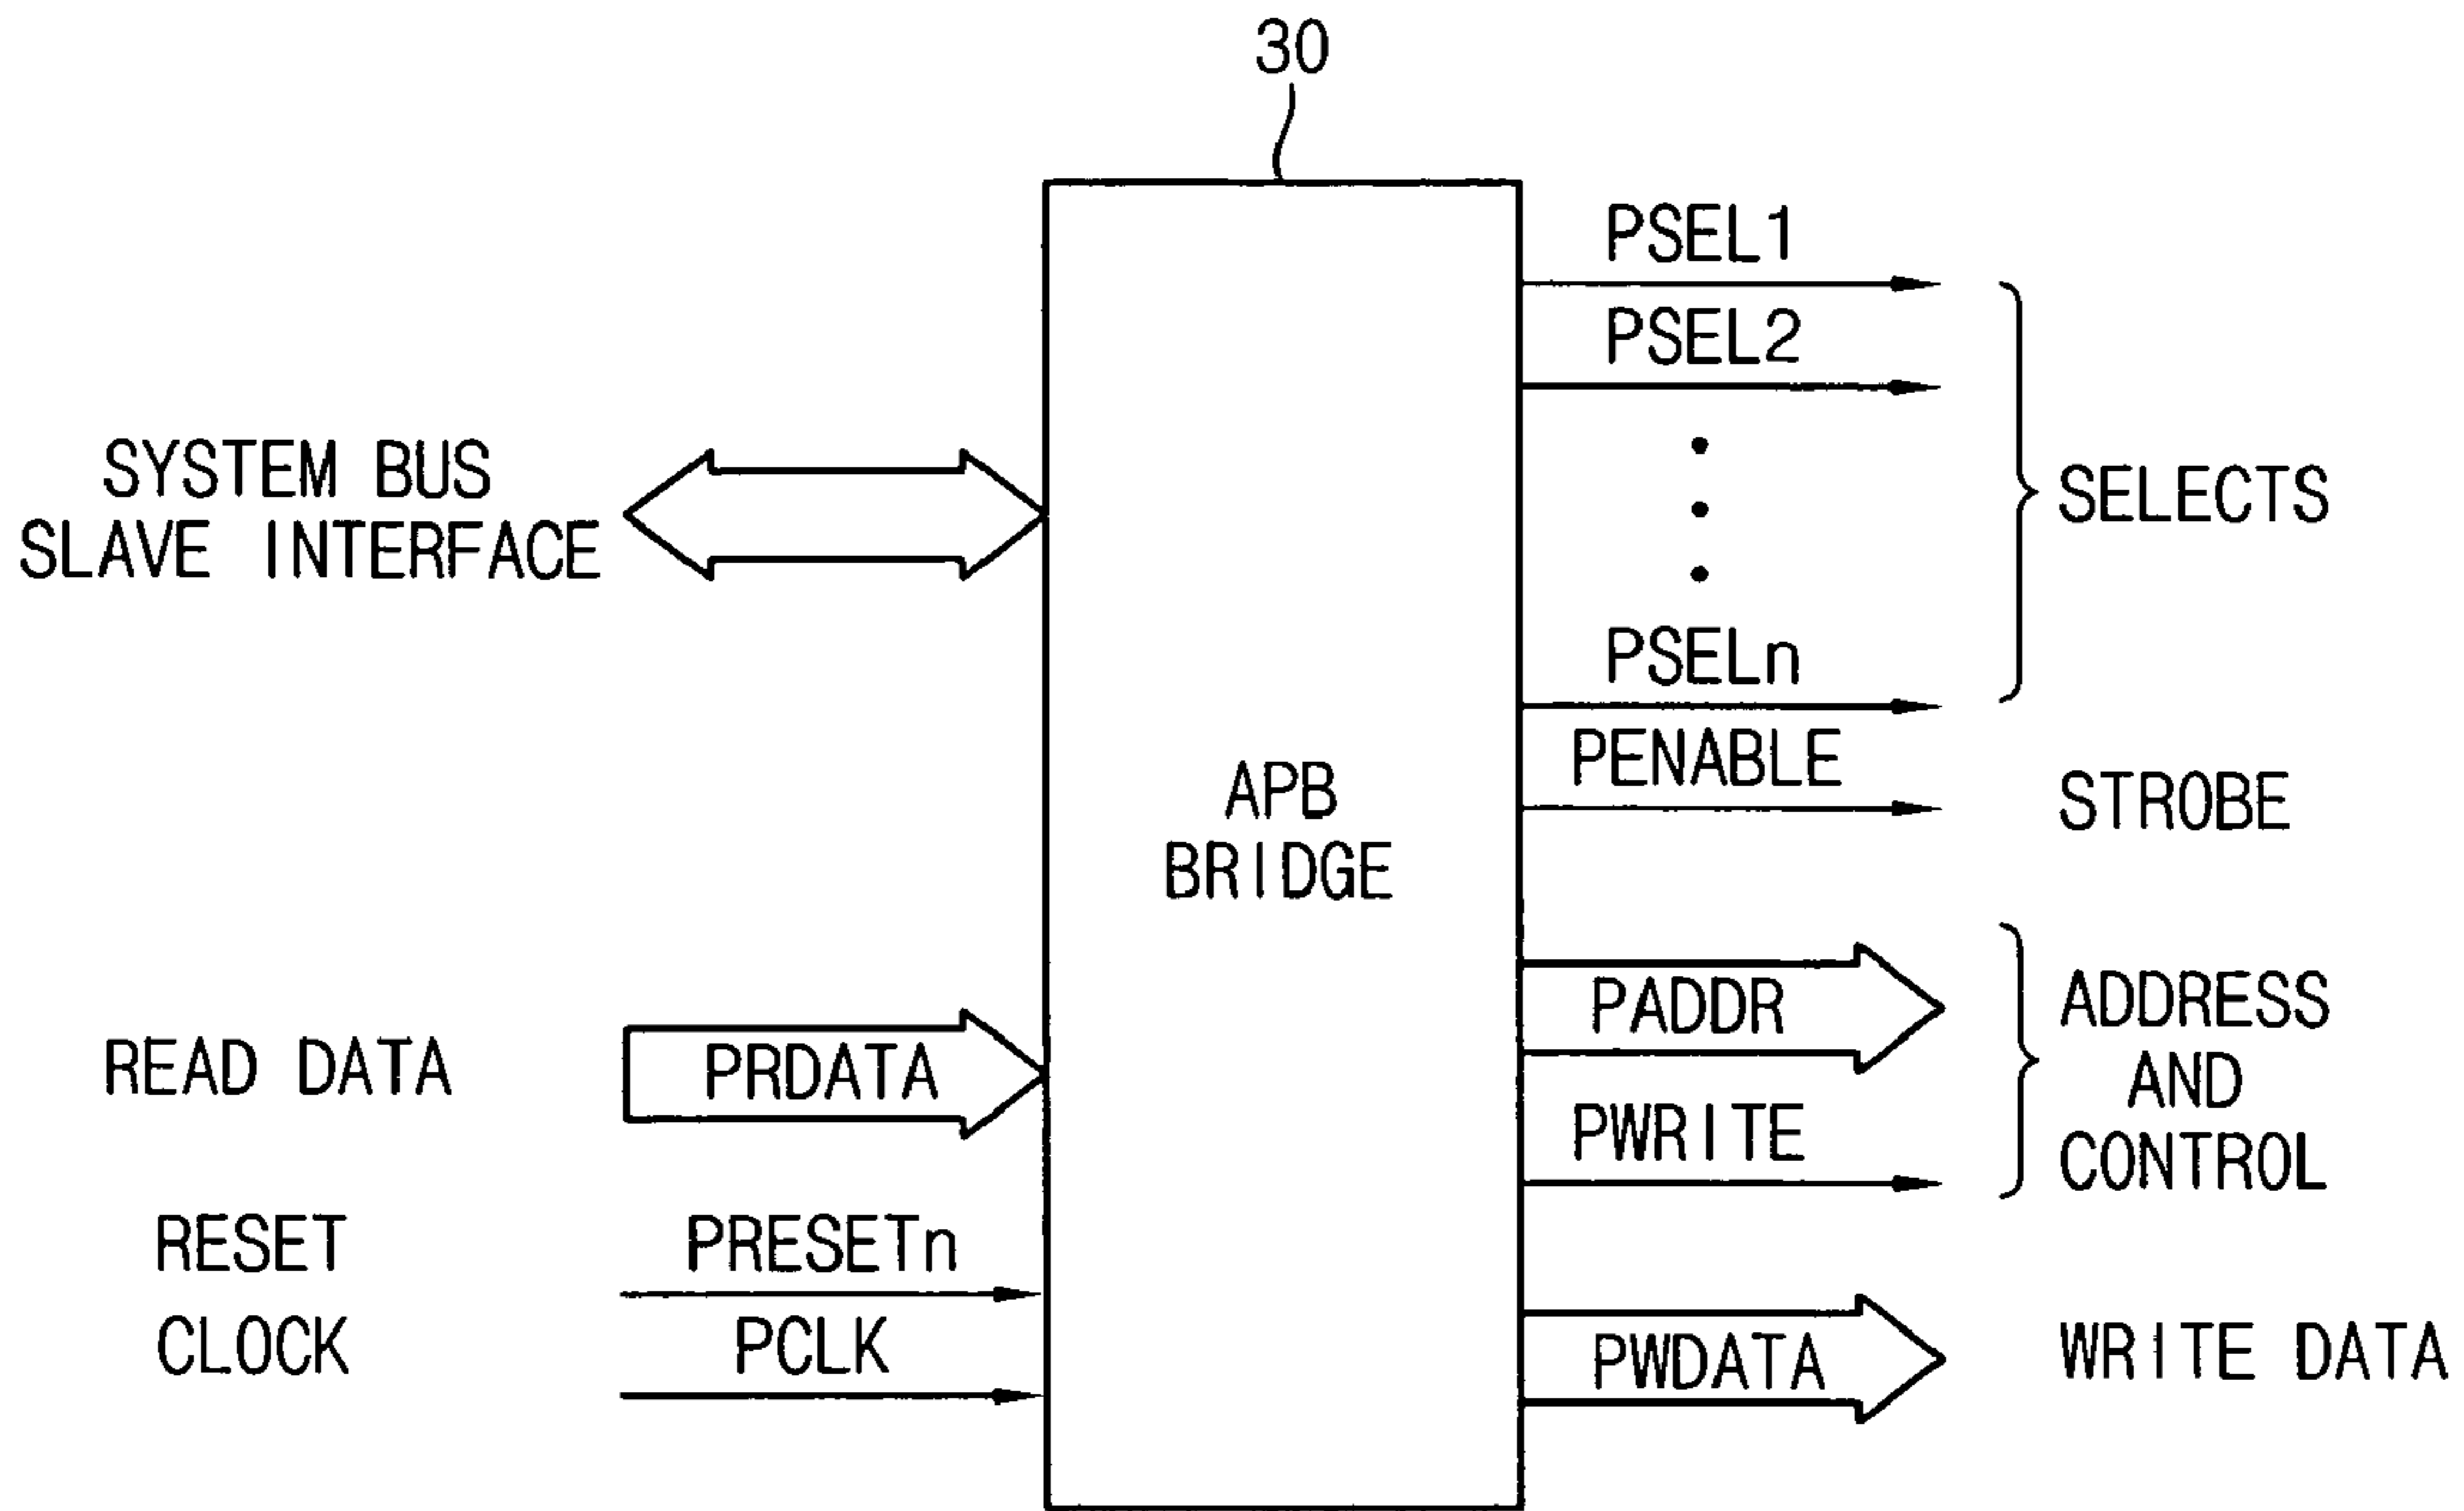 30
PSEL1
PSEL2
SYSTEM BUS
SLAVE INTERFACE
SELECTS
PSELn
PENABLE
STROBE
APB
BRIDGE
PADDR
ADDRESS
AND
CONTROL
READ DATA
PRDATA
PWRITE
RESET
PRESETn
CLOCK
PCLK
PWDATA
WRITE DATA